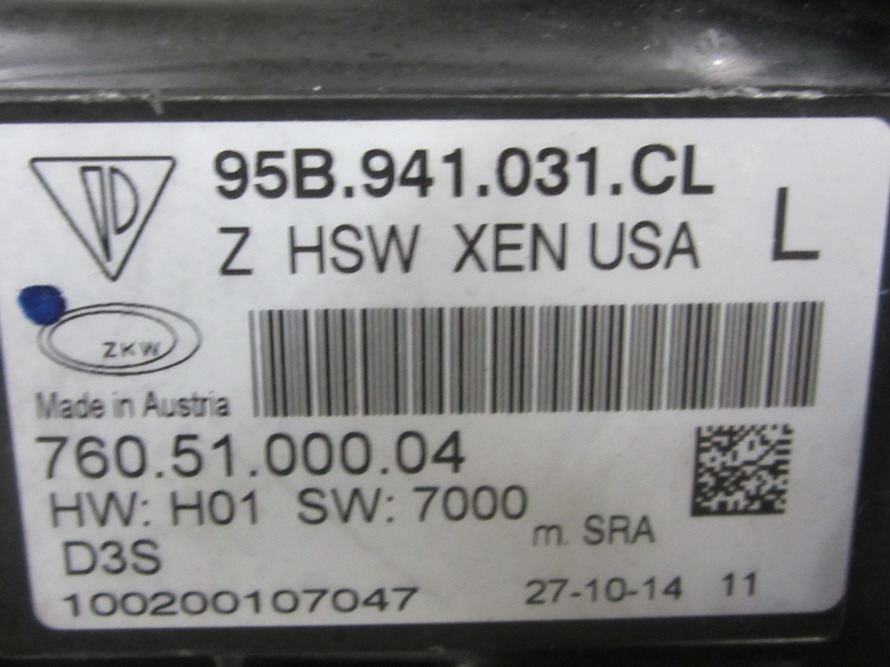 95B.941.031.CL
Z HSW XEN USA L
ZKW
Made in Austria
760.51.000.04
HW: H01 SW: 7000
m. SRA
D3S
100200107047 27-10-14 11